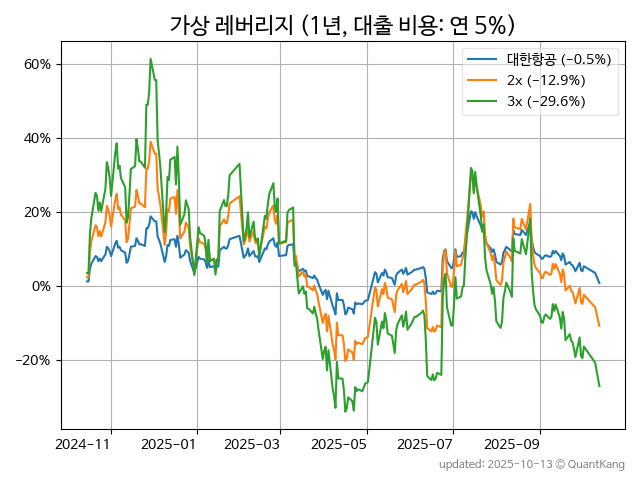 가상 레버리지 (1년, 대출 비용: 연 5%)
대한항공 (−0.5%)
2x (−12.9%)
3x (−29.6%)
60%
40%
20%
0%
−20%
2024-11
2025-01
2025-03
2025-05
2025-07
2025-09
updated: 2025-10-13 © QuantKang